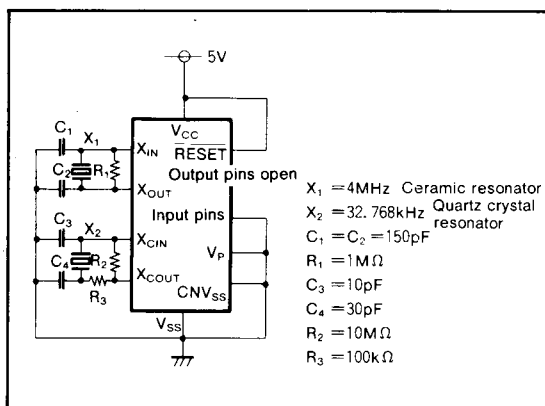 5V
C₁
X₁
X_IN
V_CC
RESET
C₂
R₁
Output pins open
X_OUT
Input pins
C₃
X₂
X_CIN
C₄
R₂
V_P
X_COUT
R₃
CNV_SS
V_SS
X₁ =4MHz Ceramic resonator
X₂ =32.768kHz Quartz crystal
resonator
C₁ =C₂ =150pF
R₁ =1MΩ
C₃ =10pF
C₄ =30pF
R₂ =10MΩ
R₃ =100kΩ